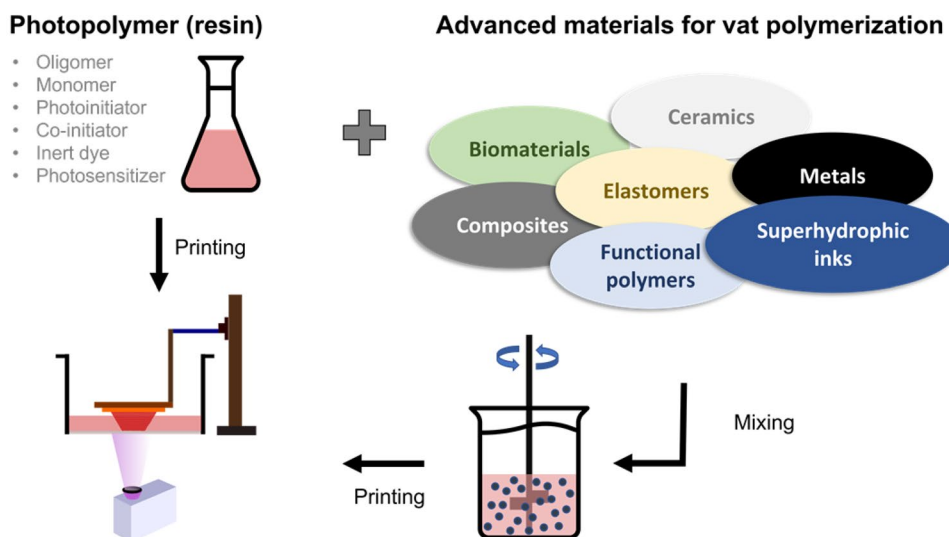 Photopolymer (resin)
• Oligomer
• Monomer
• Photoinitiator
• Co-initiator
• Inert dye
• Photosensitizer
Printing
Advanced materials for vat polymerization
Ceramics
Biomaterials
Elastomers
Metals
Composites
Functional
polymers
Superhydrophic
inks
Mixing
Printing